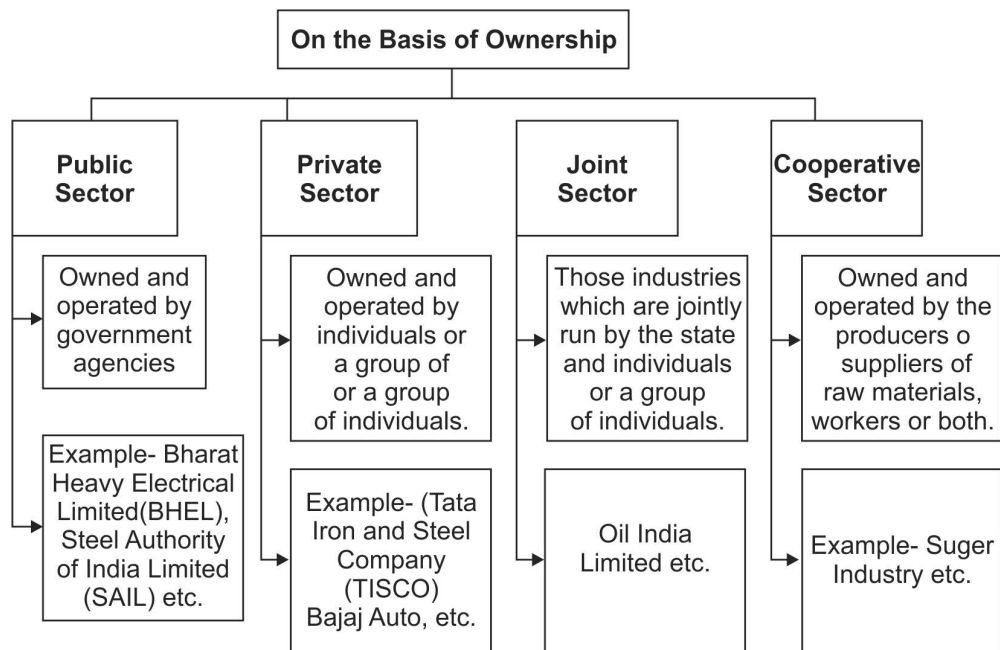 On the Basis of Ownership
Public
Sector
Private
Sector
Joint
Sector
Cooperative
Sector
Owned and
operated by
government
agencies
Owned and
operated by
individuals or
a group of
or a group
of individuals.
Those industries
which are jointly
run by the state
and individuals
or a group
of individuals.
Owned and
operated by the
producers o
suppliers of
raw materials,
workers or both.
Example- Bharat
Heavy Electrical
Limited(BHEL),
Steel Authority
of India Limited
(SAIL) etc.
Example- (Tata
Iron and Steel
Company
(TISCO)
Bajaj Auto, etc.
Oil India
Limited etc.
Example- Suger
Industry etc.